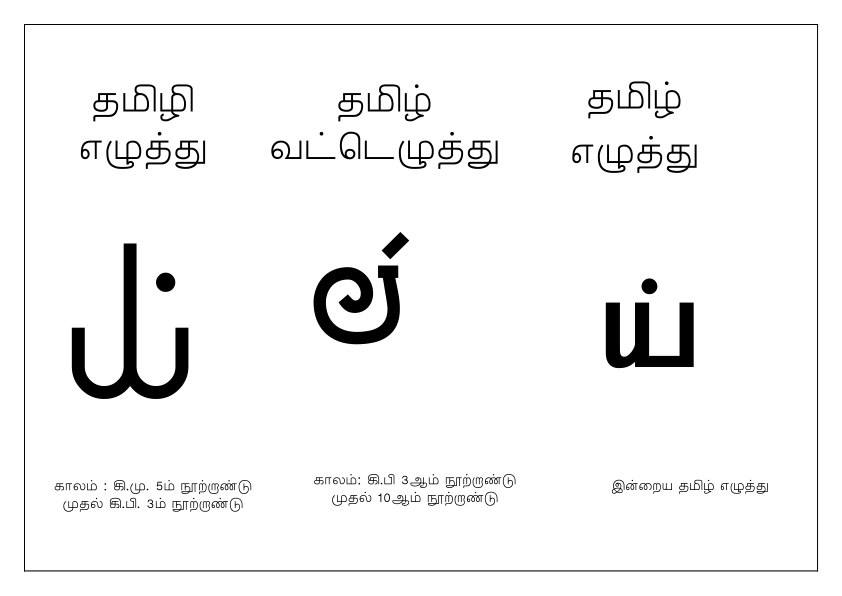 தமிழி
எழுத்து
தமிழ்
வட்டெழுத்து
தமிழ்
எழுத்து
ய்
காலம் : கி.மு. 5ம் நூற்றாண்டு
முதல் கி.பி. 3ம் நூற்றாண்டு
காலம்: கி.பி 3ஆம் நூற்றாண்டு
முதல் 10ஆம் நூற்றாண்டு
இன்றைய தமிழ் எழுத்து